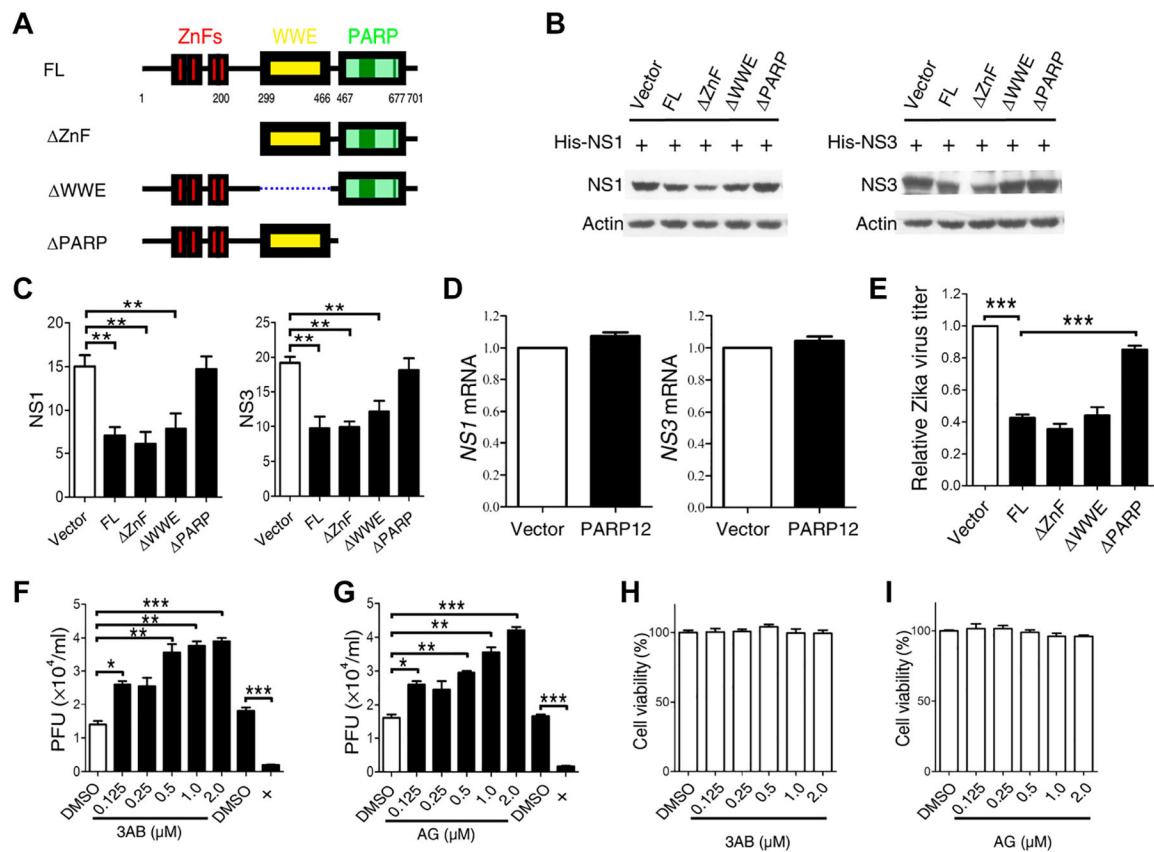 A
ZnFs WWE PARP
FL
1 200 299 466 467 677 701
ΔZnF
ΔWWE
ΔPARP
B
Vector FL ΔZnF ΔWWE ΔPARP
His-NS1 + + + + +
NS1
Actin
Vector FL ΔZnF ΔWWE ΔPARP
His-NS3 + + + + +
NS3
Actin
C
NS1
20
15
10
5
0
** ** **
Vector FL ΔZnF ΔWWE ΔPARP
NS3
25
20
15
10
5
0
** ** **
Vector FL ΔZnF ΔWWE ΔPARP
D
NS1 mRNA
1.2
1.0
0.8
0.6
0.4
0.2
0.0
Vector PARP12
NS3 mRNA
1.2
1.0
0.8
0.6
0.4
0.2
0.0
Vector PARP12
E
Relative Zika virus titer
1.2
1
0.8
0.6
0.4
0.2
0
*** ***
Vector FL ΔZnF ΔWWE ΔPARP
F
PFU (×10⁴/ml)
5
4
3
2
1
0
*** ** ** * ***
DMSO 0.125 0.25 0.5 1.0 2.0 DMSO +
3AB (μM)
G
PFU (×10⁴/ml)
5
4
3
2
1
0
*** ** ** * ***
DMSO 0.125 0.25 0.5 1.0 2.0 DMSO +
AG (μM)
H
Cell viability (%)
100
50
0
DMSO 0.125 0.25 0.5 1.0 2.0
3AB (μM)
I
Cell viability (%)
100
50
0
DMSO 0.125 0.25 0.5 1.0 2.0
AG (μM)